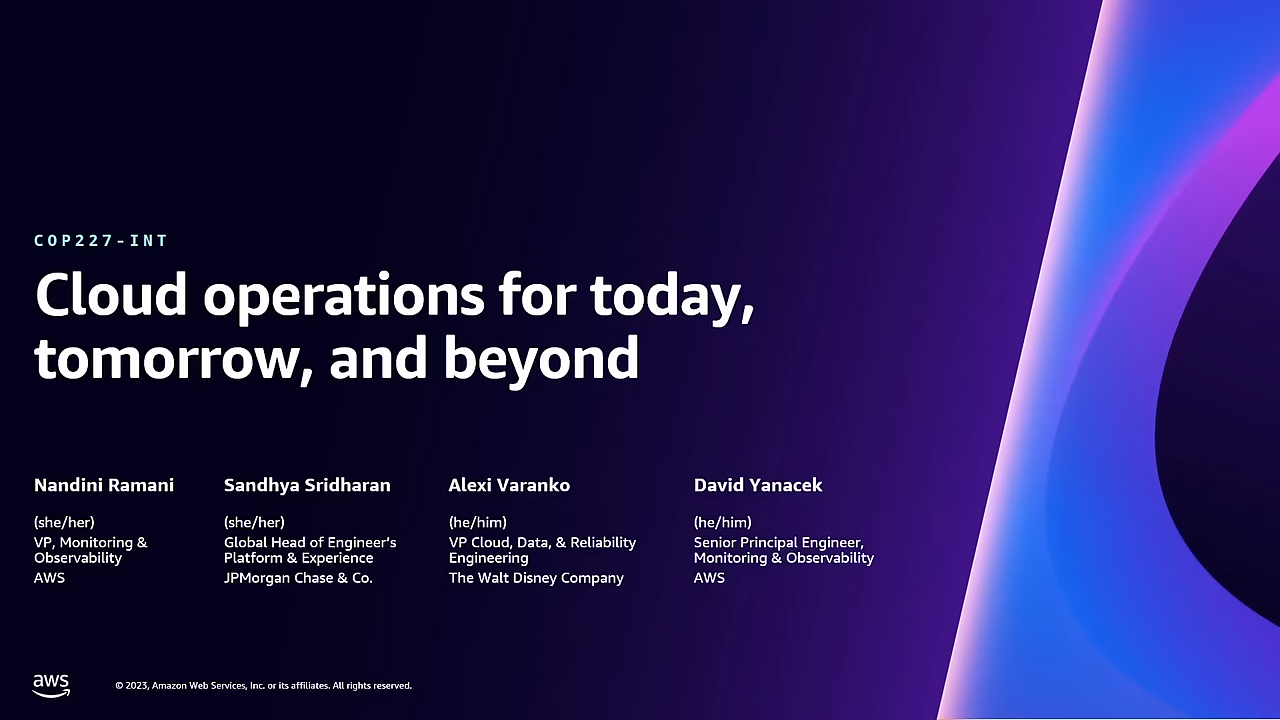 COP227-INT
Cloud operations for today,
tomorrow, and beyond
Nandini Ramani
(she/her)
VP, Monitoring &
Observability
AWS
Sandhya Sridharan
(she/her)
Global Head of Engineer’s
Platform & Experience
JPMorgan Chase & Co.
Alexi Varanko
(he/him)
VP Cloud, Data, & Reliability
Engineering
The Walt Disney Company
David Yanacek
(he/him)
Senior Principal Engineer,
Monitoring & Observability
AWS
aws
© 2023, Amazon Web Services, Inc. or its affiliates. All rights reserved.